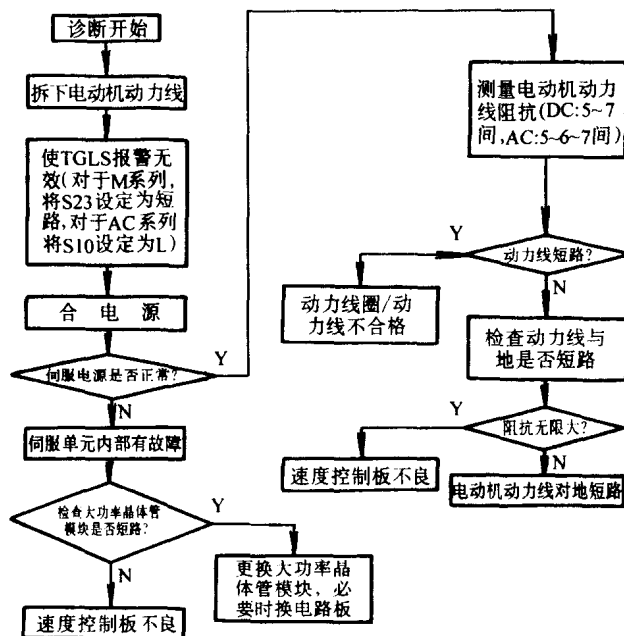 诊断开始
拆下电动机动力线
使TGLS报警无
效(对于M系列,
将S23设定为短
路,对于AC系列
将S10设定为L)
合 电 源
伺服电源是否正常?
Y
N
伺服单元内部有故障
检查大功率晶体管
模块是否短路?
Y
N
更换大功率晶
体管模块，必
要时换电路板
速度控制板不良
测量电动机动力
线阻抗(DC:5~7
间,AC:5~6~7间)
动力线短路?
Y
N
动力线圈/动
力线不合格
检查动力线与
地是否短路
阻抗无限大?
Y
N
速度控制板不良
电动机动力线对地短路